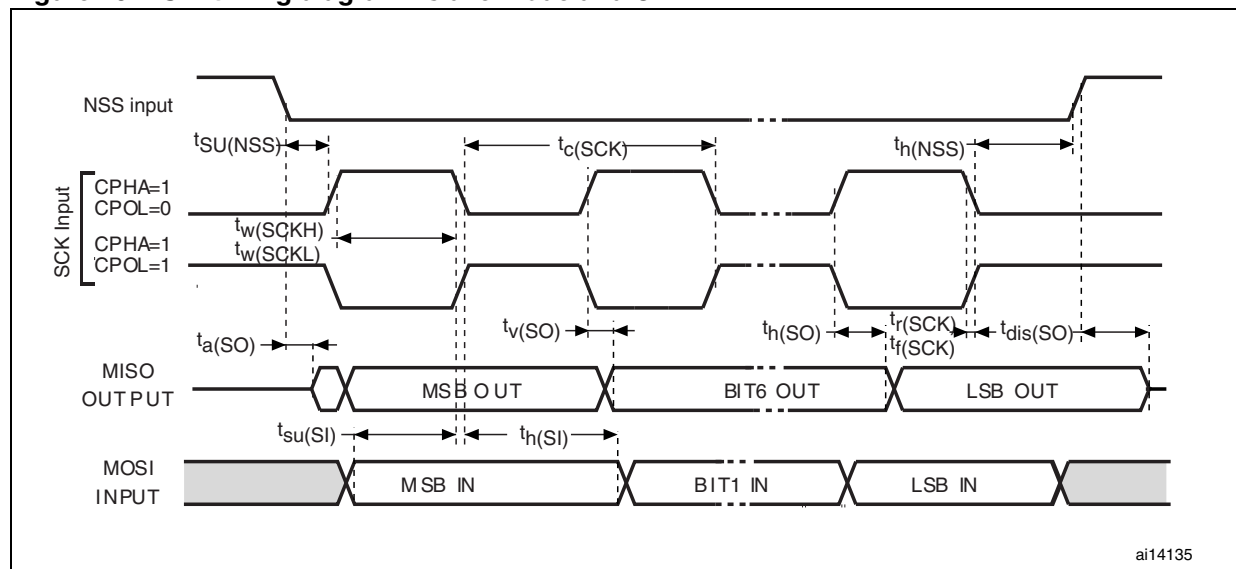 NSS input
tSU(NSS)
tc(SCK)
th(NSS)
SCK Input
CPHA=1
CPOL=0
tw(SCKH)
tw(SCKL)
CPHA=1
CPOL=1
ta(SO)
tv(SO)
th(SO)
tr(SCK)
tf(SCK)
tdis(SO)
MISO
OUTPUT
MSB OUT
BIT6 OUT
LSB OUT
tsu(SI)
th(SI)
MOSI
INPUT
MSB IN
BIT1 IN
LSB IN
ai14135